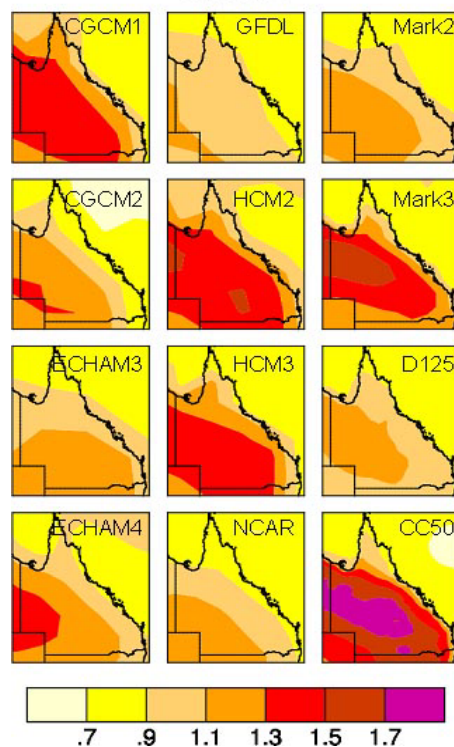 CGCM1 GFDL Mark2
CGCM2 HCM2 Mark3
ECHAM3 HCM3 D125
ECHAM4 NCAR CC50
.7 .9 1.1 1.3 1.5 1.7